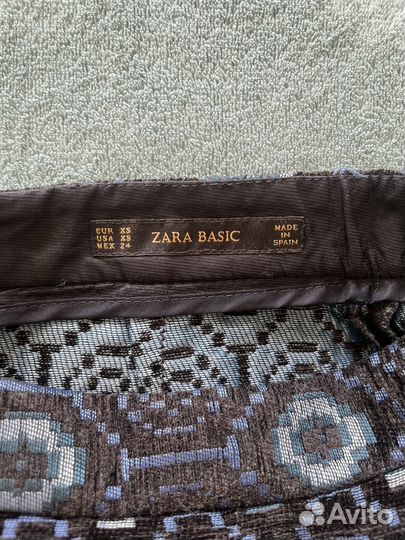 EUR XS
USA XS
MEX 24
ZARA BASIC
MADE
IN
SPAIN
Avito